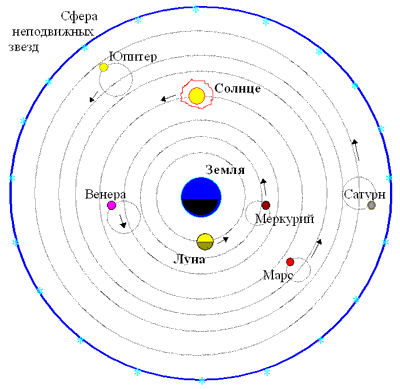 Сфера
неподвижных
звезд
Юпитер
Солнце
Земля
Венера
Сатурн
Меркурий
Луна
Марс